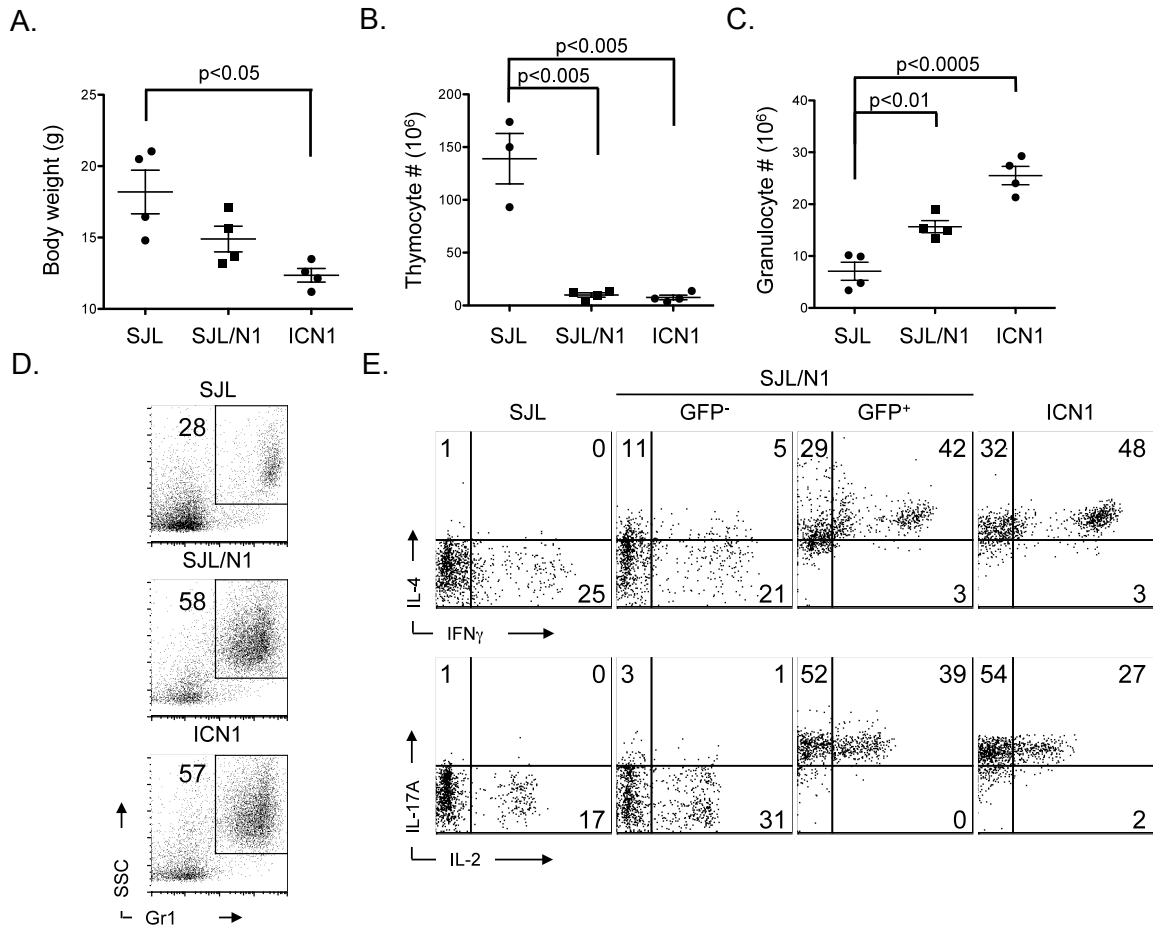 A.
p<0.05
Body weight (g)
25
20
15
10
SJL SJL/N1 ICN1
B.
p<0.005
p<0.005
Thymocyte # (10⁶)
200
150
100
50
0
SJL SJL/N1 ICN1
C.
p<0.0005
p<0.01
Granulocyte # (10⁶)
40
30
20
10
0
SJL SJL/N1 ICN1
D.
SJL
28
SJL/N1
58
ICN1
57
SSC
Gr1
E.
SJL/N1
SJL GFP⁻ GFP⁺ ICN1
1 0 11 5 29 42 32 48
25 21 3 3
IL-4
IFNγ
1 0 3 1 52 39 54 27
17 31 0 2
IL-17A
IL-2